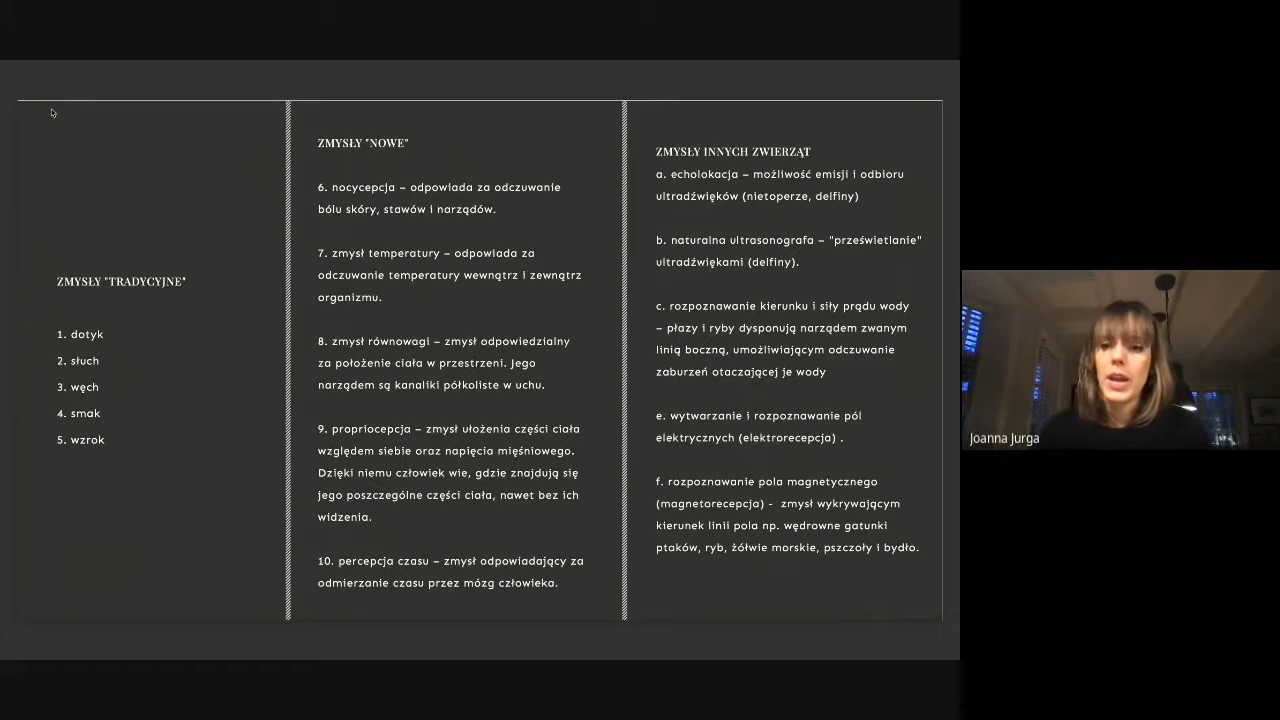 ZMYSŁY "TRADYCYJNE"
1. dotyk
2. słuch
3. węch
4. smak
5. wzrok
ZMYSŁY "NOWE"
6. nocycepcja – odpowiada za odczuwanie
bólu skóry, stawów i narządów.
7. zmysł temperatury – odpowiada za
odczuwanie temperatury wewnątrz i zewnątrz
organizmu.
8. zmysł równowagi – zmysł odpowiedzialny
za położenie ciała w przestrzeni. Jego
narządem są kanaliki półkoliste w uchu.
9. propriocepcja – zmysł ułożenia części ciała
względem siebie oraz napięcia mięśniowego.
Dzięki niemu człowiek wie, gdzie znajdują się
jego poszczególne części ciała, nawet bez ich
widzenia.
10. percepcja czasu – zmysł odpowiadający za
odmierzanie czasu przez mózg człowieka.
ZMYSŁY INNYCH ZWIERZĄT
a. echolokacja – możliwość emisji i odbioru
ultradźwięków (nietoperze, delfiny)
b. naturalna ultrasonografa – "prześwietlanie"
ultradźwiękami (delfiny).
c. rozpoznawanie kierunku i siły prądu wody
– płazy i ryby dysponują narządem zwanym
linią boczną, umożliwiającym odczuwanie
zaburzeń otaczającej je wody
e. wytwarzanie i rozpoznawanie pól
elektrycznych (elektrorecepcja) .
f. rozpoznawanie pola magnetycznego
(magnetorecepcja) - zmysł wykrywającym
kierunek linii pola np. wędrowne gatunki
ptaków, ryb, żółwie morskie, pszczoły i bydło.
Joanna Jurga